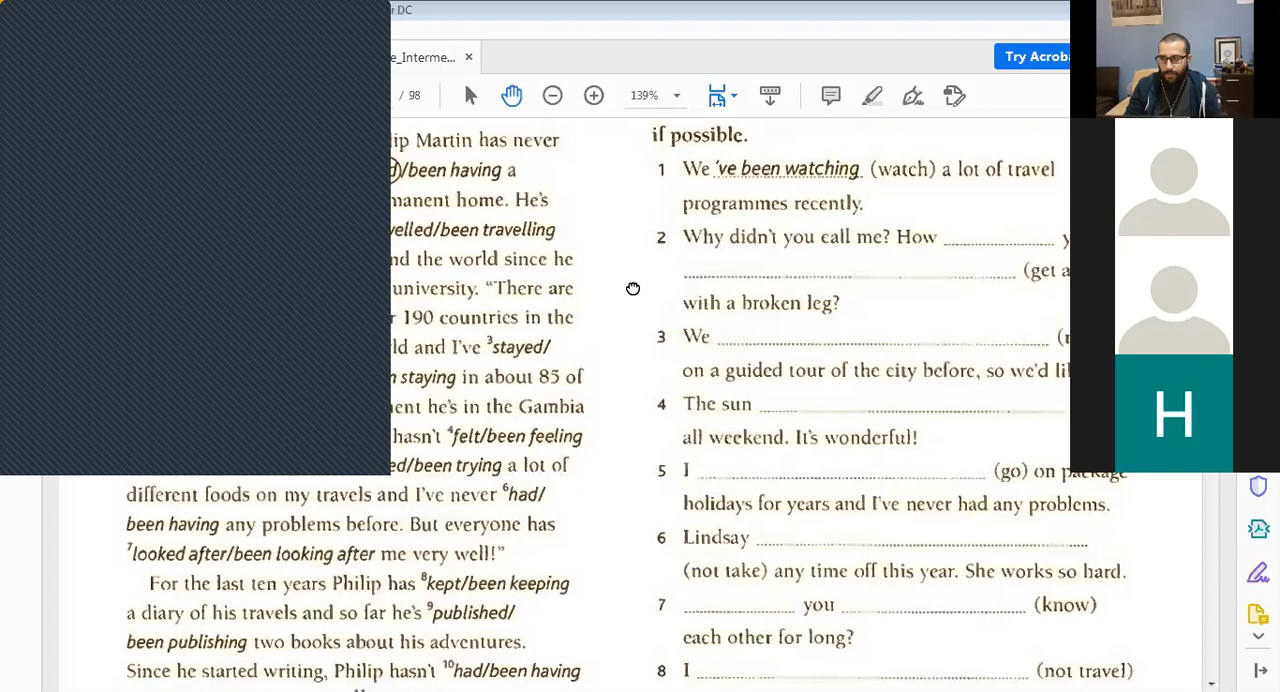 r DC
e_Interme... ×
Try Acroba
/ 98
139%
lip Martin has never
/been having a
manent home. He's
velled/been travelling
nd the world since he
university. “There are
r 190 countries in the
ld and I've ³stayed/
n staying in about 85 of
ent he's in the Gambia
hasn't ⁴felt/been feeling
ed/been trying a lot of
different foods on my travels and I've never ⁶had/
been having any problems before. But everyone has
⁷looked after/been looking after me very well!”
For the last ten years Philip has ⁸kept/been keeping
a diary of his travels and so far he's ⁹published/
been publishing two books about his adventures.
Since he started writing, Philip hasn't ¹⁰had/been having
if possible.
1 We 've been watching (watch) a lot of travel
programmes recently.
2 Why didn't you call me? How ............ y
............ (get a
with a broken leg?
3 We ............ (r
on a guided tour of the city before, so we'd li
4 The sun ............
all weekend. It's wonderful!
5 I ............ (go) on package
holidays for years and I've never had any problems.
6 Lindsay ............
(not take) any time off this year. She works so hard.
7 ............ you ............ (know)
each other for long?
8 I ............ (not travel)
H